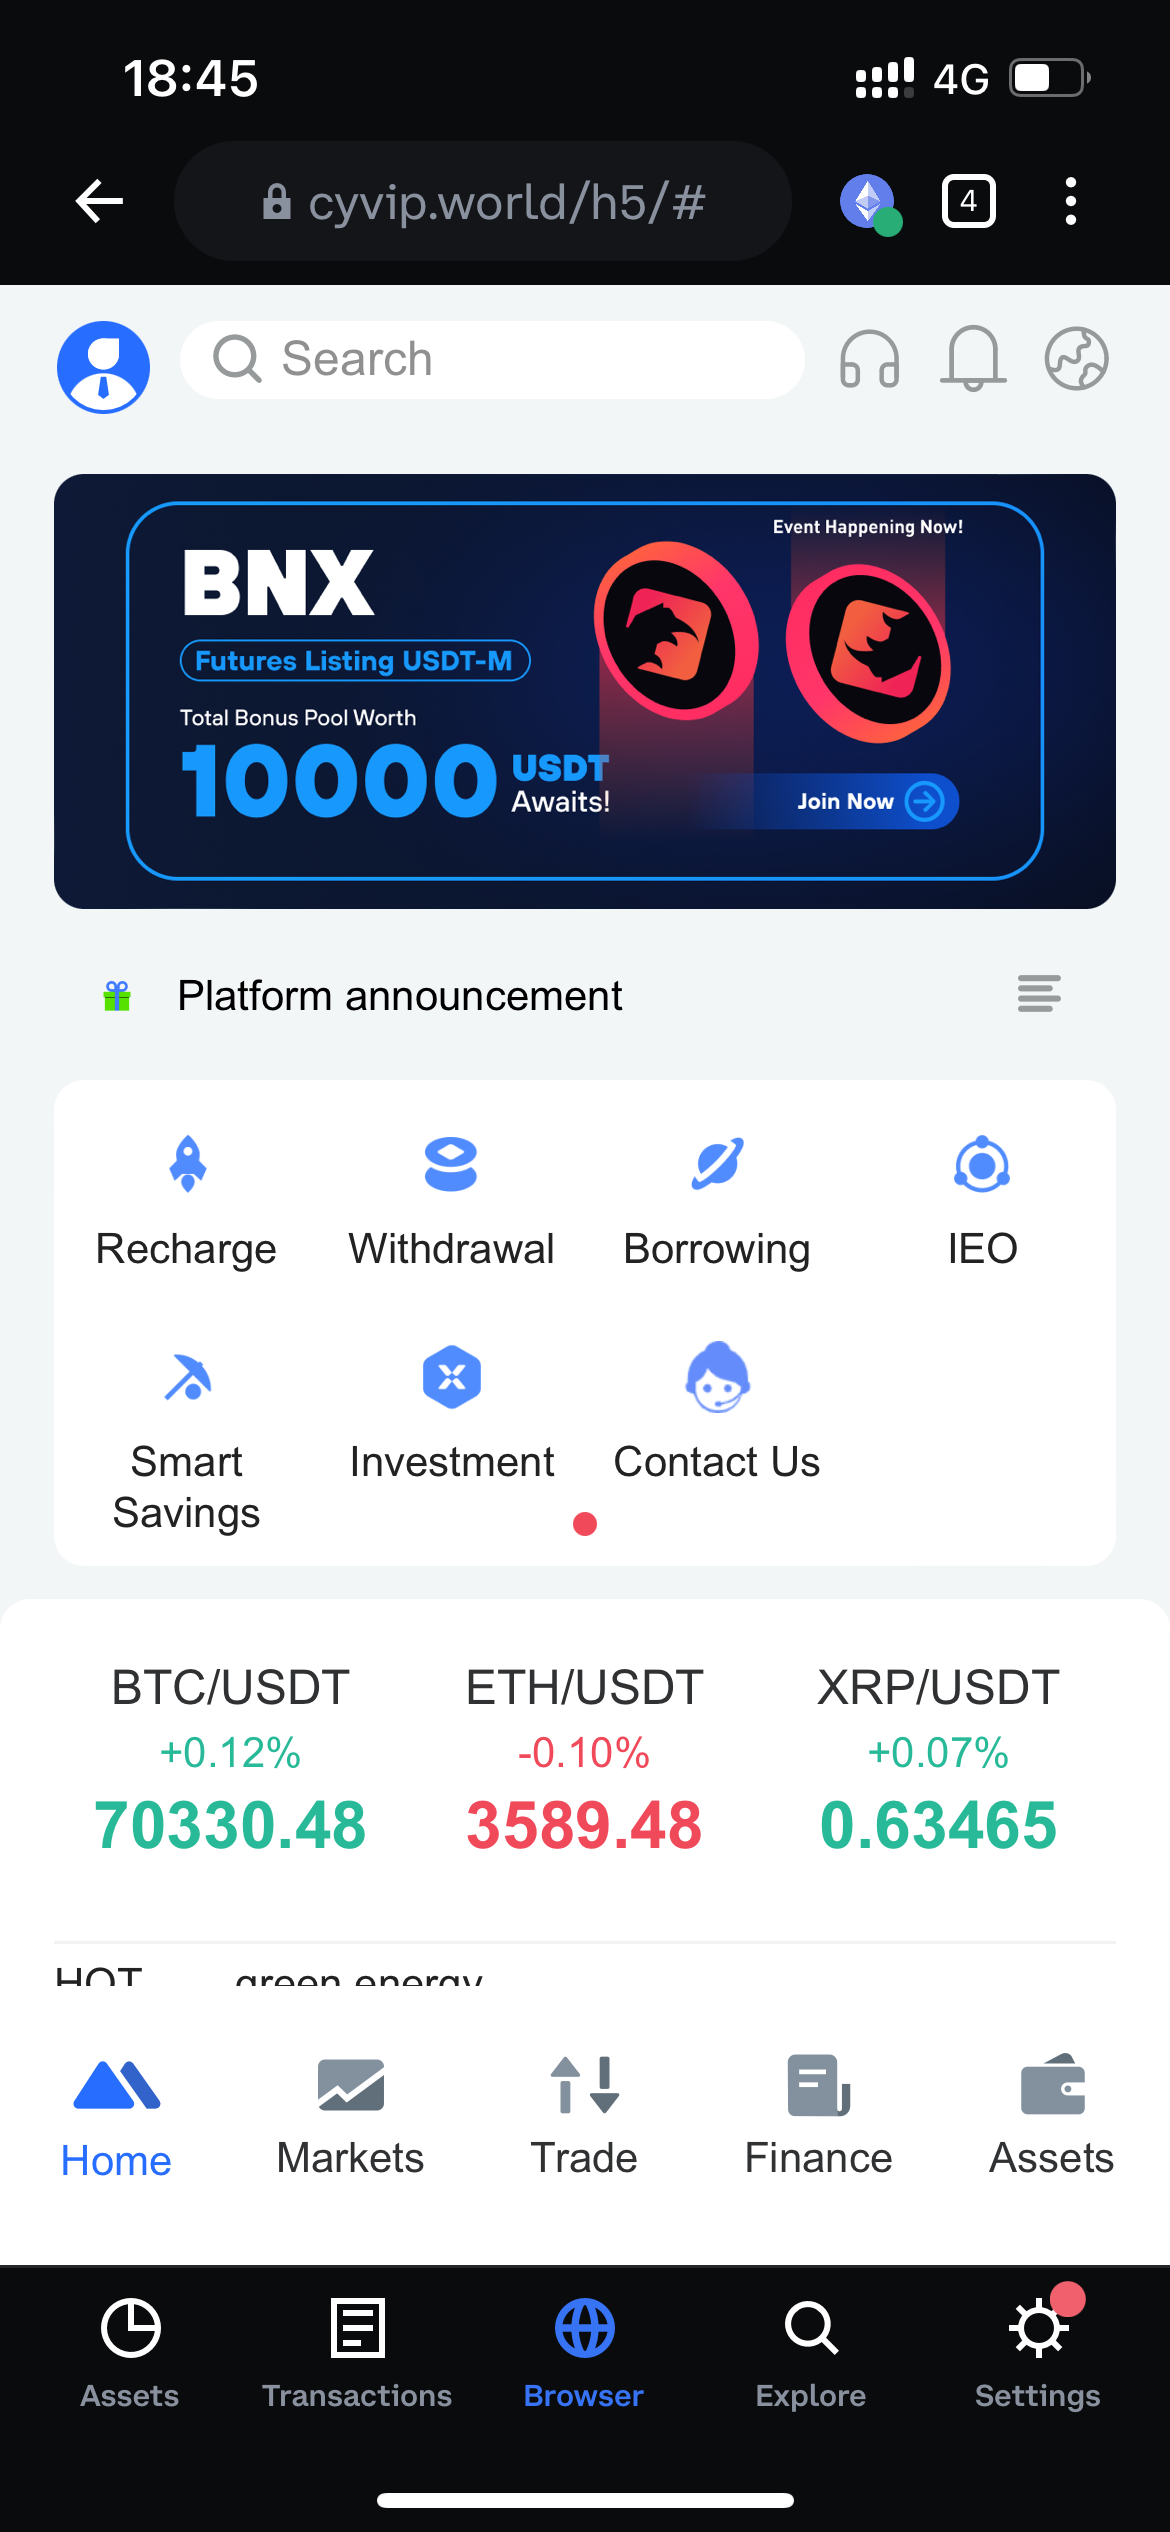 18:45
4G
cyvip.world/h5/#
4
Search
Event Happening Now!
BNX
Futures Listing USDT-M
Total Bonus Pool Worth
10000 USDT
Awaits!
Join Now
Platform announcement
Recharge
Withdrawal
Borrowing
IEO
Smart
Savings
Investment
Contact Us
BTC/USDT
ETH/USDT
XRP/USDT
+0.12%
-0.10%
+0.07%
70330.48
3589.48
0.63465
HOT
green energy
Home
Markets
Trade
Finance
Assets
Assets
Transactions
Browser
Explore
Settings